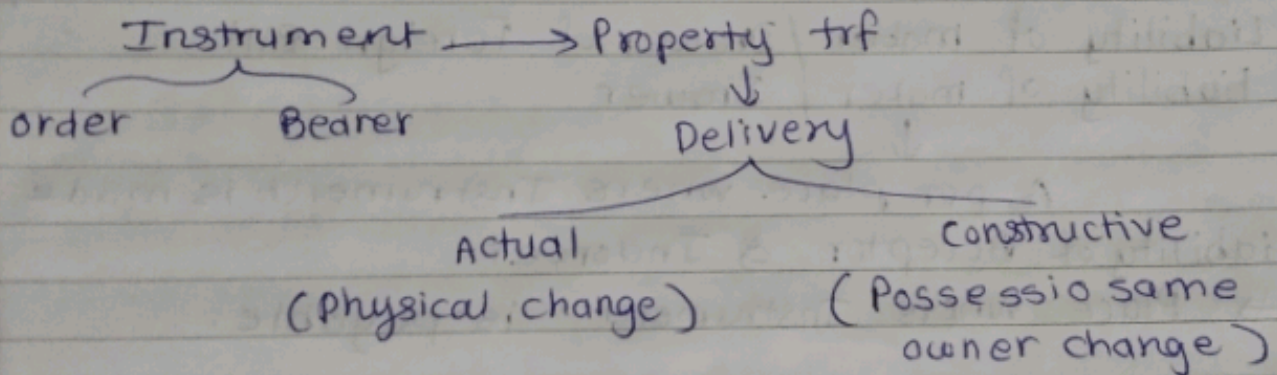 Instrument → Property trf
↓
order Bearer Delivery
Actual Constructive
(Physical change) (Possessio same
owner change)